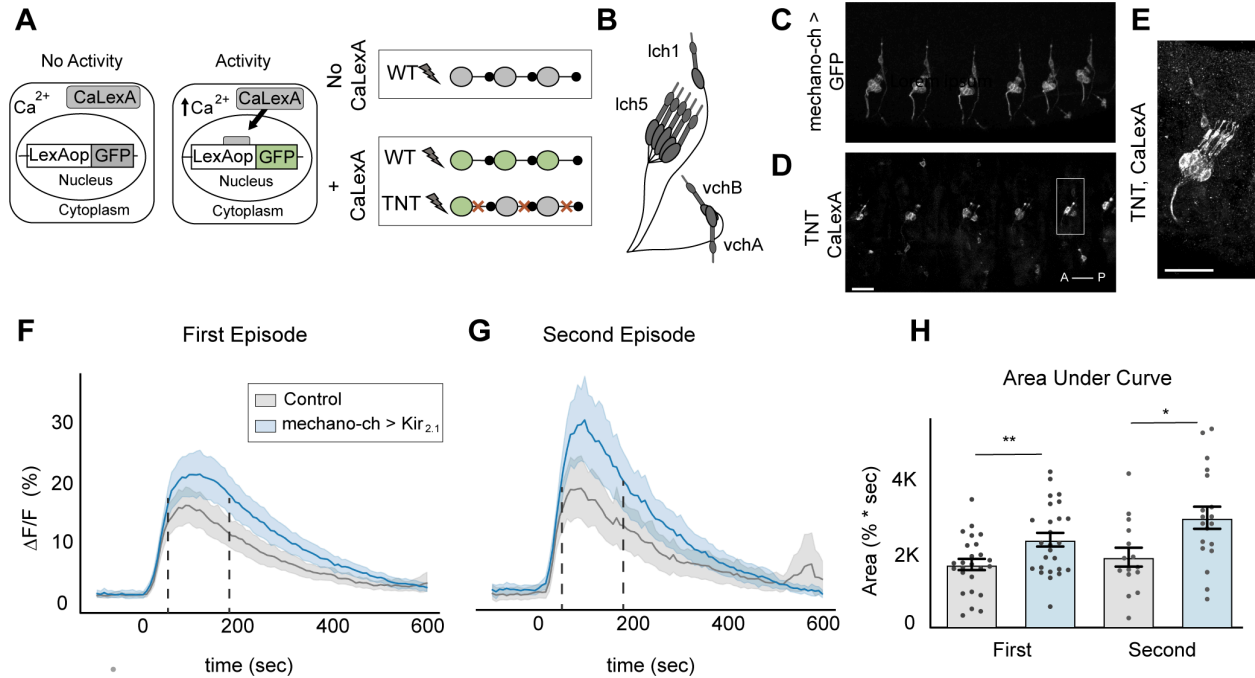 A
No Activity
Activity
Ca2+
CaLexA
Ca2+
CaLexA
LexAop
GFP
LexAop
GFP
Nucleus
Nucleus
Cytoplasm
Cytoplasm
No
CaLexA
WT
+
CaLexA
WT
TNT
B
lch1
lch5
vchB
vchA
C
mechano-ch >
GFP
Lorem ipsum
D
TNT
CaLexA
A
P
E
TNT, CaLexA
F
First Episode
G
Second Episode
Control
mechano-ch > Kir2.1
ΔF/F (%)
30
20
10
0
0
200
400
600
time (sec)
0
200
400
600
time (sec)
H
Area Under Curve
**
*
Area (% * sec)
4K
2K
0
First
Second